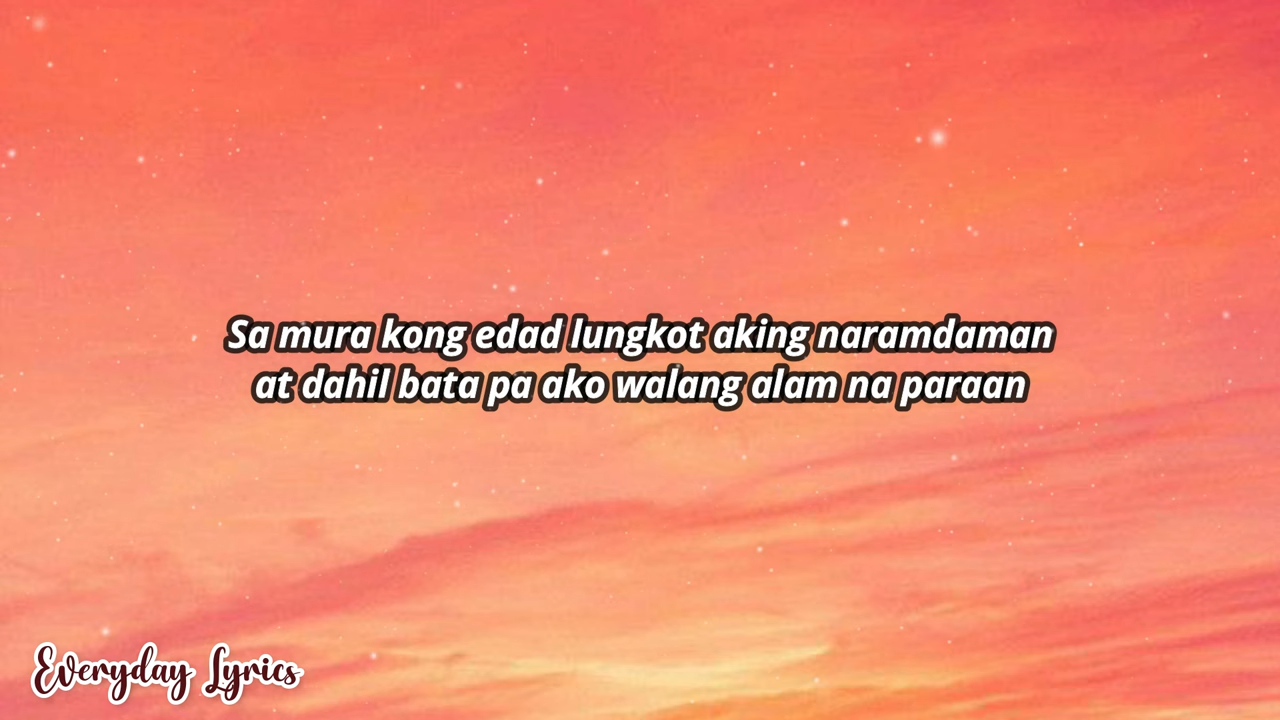 Sa mura kong edad lungkot aking naramdaman
at dahil bata pa ako walang alam na paraan
Everyday Lyrics